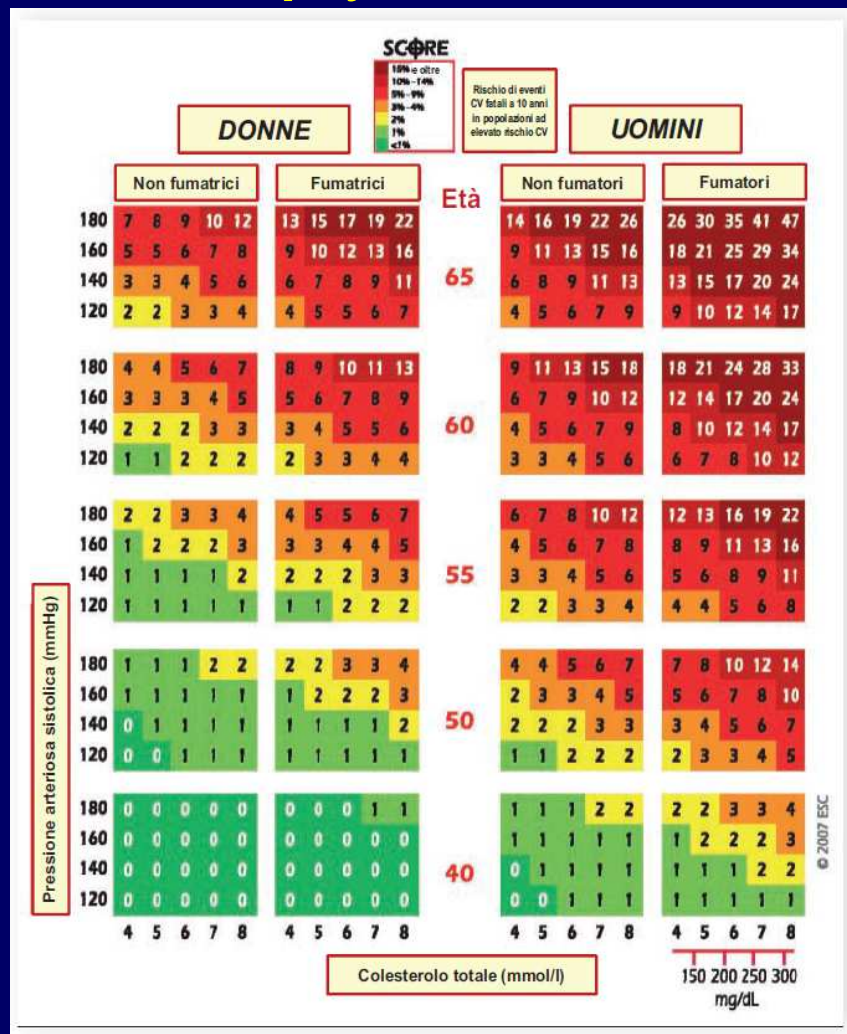 SCORE
15% e oltre
10%–14%
5%–9%
3%–4%
2%
1%
<1%
Rischio di eventi
CV fatali a 10 anni
in popolazioni ad
elevato rischio CV
DONNE
UOMINI
Non fumatrici
Fumatrici
Età
Non fumatori
Fumatori
180 7 8 9 10 12 13 15 17 19 22 14 16 19 22 26 26 30 35 41 47
160 5 5 6 7 8 9 10 12 13 16 9 11 13 15 16 18 21 25 29 34
140 3 3 4 5 6 6 7 8 9 11 65 6 8 9 11 13 13 15 17 20 24
120 2 2 3 3 4 4 5 5 6 7 4 5 6 7 9 9 10 12 14 17
180 4 4 5 6 7 8 9 10 11 13 9 11 13 15 18 18 21 24 28 33
160 3 3 3 4 5 5 6 7 8 9 6 7 9 10 12 12 14 17 20 24
140 2 2 2 3 3 3 4 5 5 6 60 4 5 6 7 9 8 10 12 14 17
120 1 1 2 2 2 2 3 3 4 4 3 3 4 5 6 6 7 8 10 12
180 2 2 3 3 4 4 5 5 6 7 6 7 8 10 12 12 13 16 19 22
160 1 2 2 2 3 3 3 4 4 5 4 5 6 7 8 8 9 11 13 16
140 1 1 1 1 2 2 2 2 3 3 55 3 3 4 5 6 5 6 8 9 11
120 1 1 1 1 1 1 1 2 2 2 2 2 3 3 4 4 4 5 6 8
180 1 1 1 2 2 2 2 3 3 4 4 4 5 6 7 7 8 10 12 14
160 1 1 1 1 1 1 2 2 2 3 2 3 3 4 5 5 6 7 8 10
140 0 1 1 1 1 1 1 1 1 2 50 2 2 2 3 3 3 4 5 6 7
120 0 0 1 1 1 1 1 1 1 1 1 1 2 2 2 2 3 3 4 5
180 0 0 0 0 0 0 0 0 1 1 1 1 1 2 2 2 2 3 3 4
160 0 0 0 0 0 0 0 0 0 0 1 1 1 1 1 1 2 2 2 3
140 0 0 0 0 0 0 0 0 0 0 40 0 1 1 1 1 1 1 1 2 2
120 0 0 0 0 0 0 0 0 0 0 0 0 1 1 1 1 1 1 1 1
4 5 6 7 8 4 5 6 7 8 4 5 6 7 8 4 5 6 7 8
Pressione arteriosa sistolica (mmHg)
© 2007 ESC
Colesterolo totale (mmol/l)
150 200 250 300
mg/dL